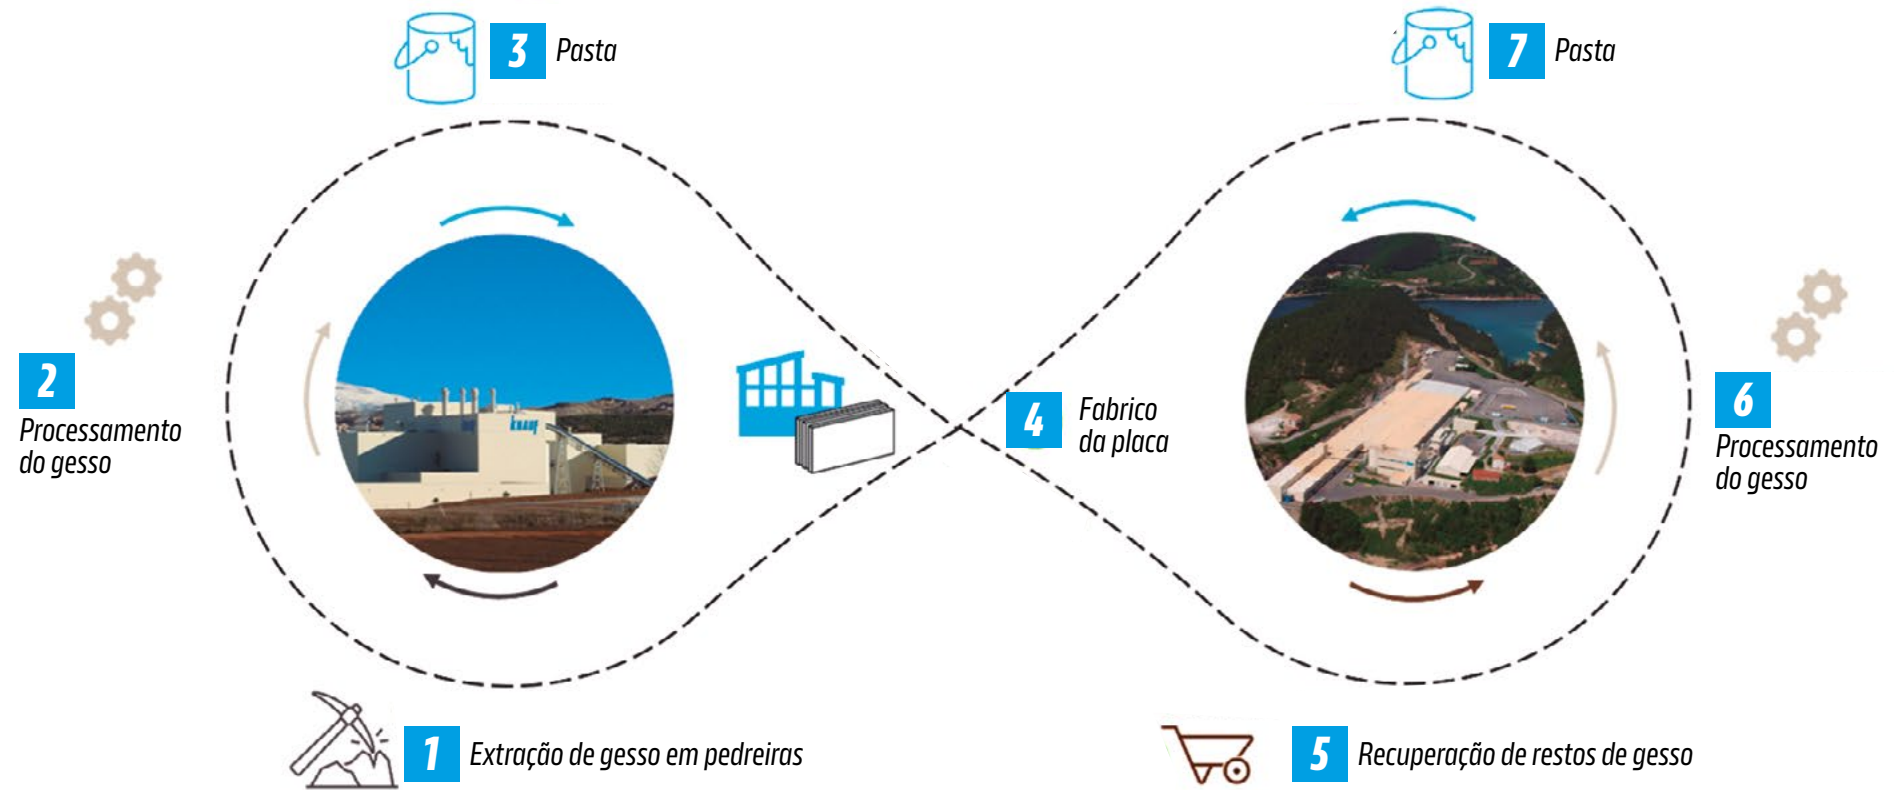 3 Pasta
7 Pasta
2
Processamento
do gesso
KNAUF
4 Fabrico
da placa
6
Processamento
do gesso
1 Extração de gesso em pedreiras
5 Recuperação de restos de gesso